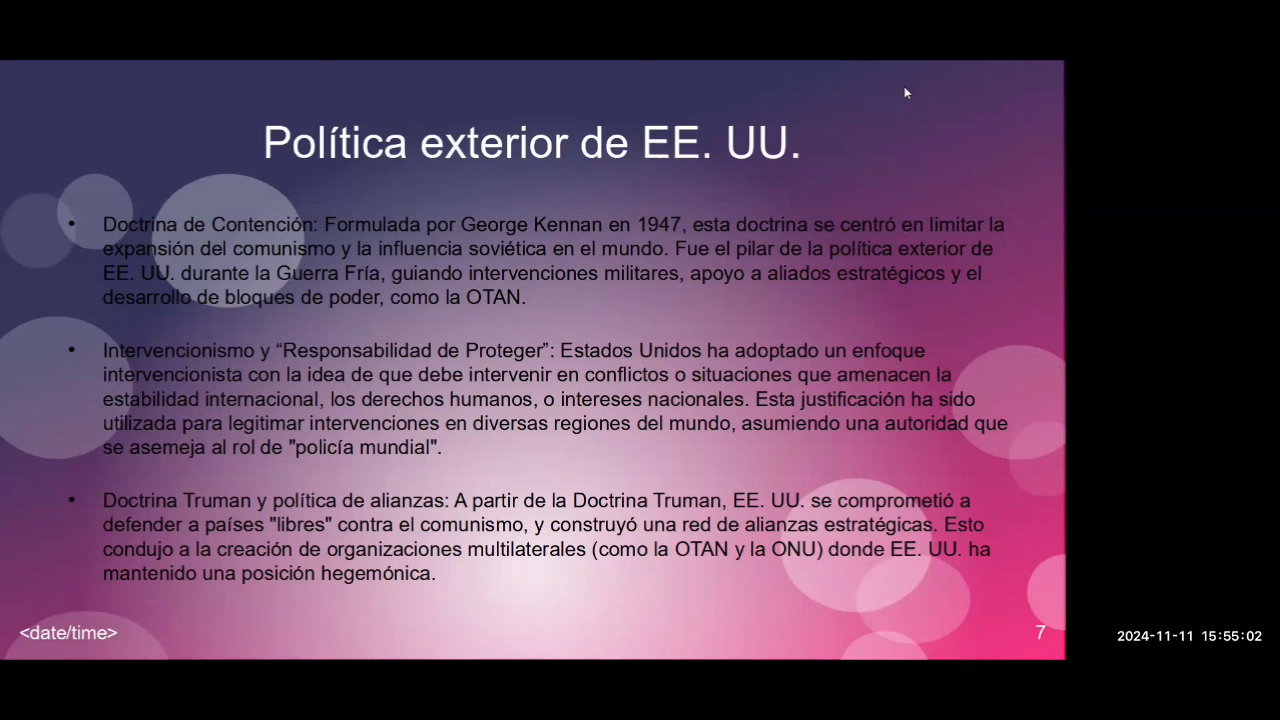 Política exterior de EE. UU.
• Doctrina de Contención: Formulada por George Kennan en 1947, esta doctrina se centró en limitar la
expansión del comunismo y la influencia soviética en el mundo. Fue el pilar de la política exterior de
EE. UU. durante la Guerra Fría, guiando intervenciones militares, apoyo a aliados estratégicos y el
desarrollo de bloques de poder, como la OTAN.
• Intervencionismo y “Responsabilidad de Proteger”: Estados Unidos ha adoptado un enfoque
intervencionista con la idea de que debe intervenir en conflictos o situaciones que amenacen la
estabilidad internacional, los derechos humanos, o intereses nacionales. Esta justificación ha sido
utilizada para legitimar intervenciones en diversas regiones del mundo, asumiendo una autoridad que
se asemeja al rol de "policía mundial".
• Doctrina Truman y política de alianzas: A partir de la Doctrina Truman, EE. UU. se comprometió a
defender a países "libres" contra el comunismo, y construyó una red de alianzas estratégicas. Esto
condujo a la creación de organizaciones multilaterales (como la OTAN y la ONU) donde EE. UU. ha
mantenido una posición hegemónica.
<date/time>
7
2024-11-11 15:55:02